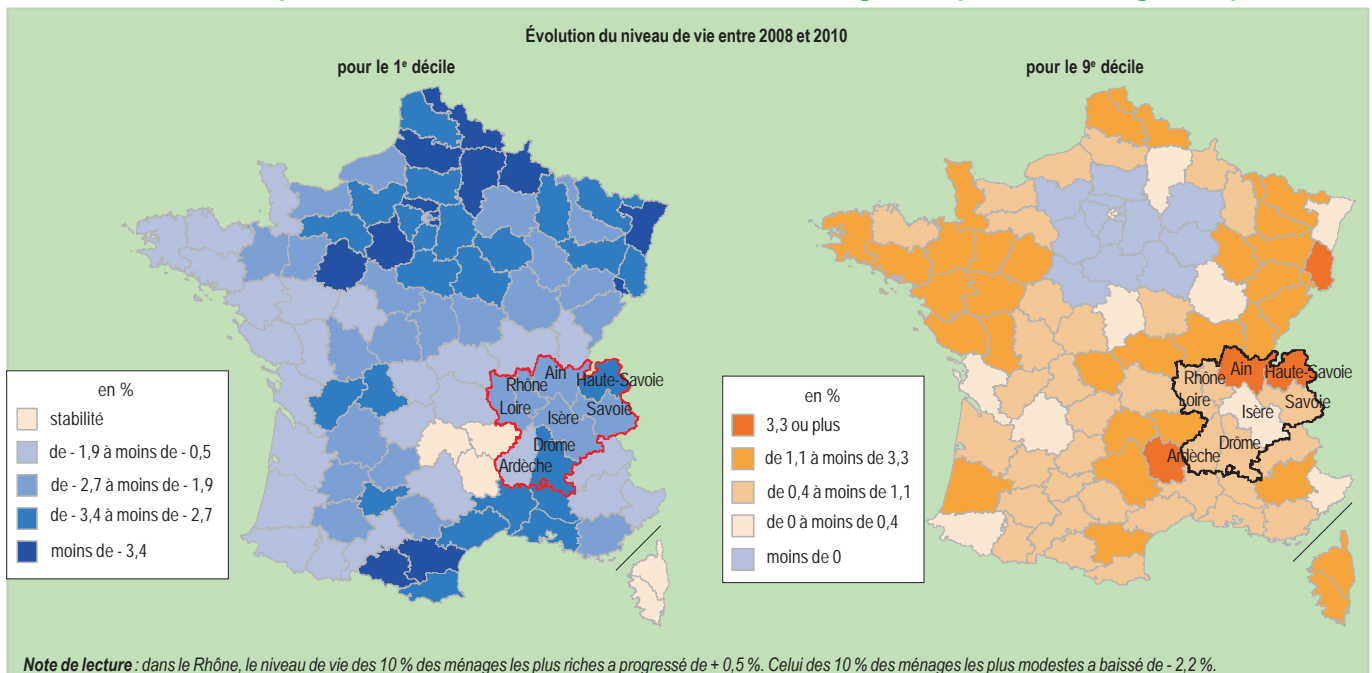 Évolution du niveau de vie entre 2008 et 2010
pour le 1e décile
pour le 9e décile
Rhône
Ain
Haute-Savoie
Loire
Isère
Savoie
Drôme
Ardèche
en %
stabilité
de - 1,9 à moins de - 0,5
de - 2,7 à moins de - 1,9
de - 3,4 à moins de - 2,7
moins de - 3,4
Rhône
Ain
Haute-Savoie
Loire
Isère
Savoie
Drôme
Ardèche
en %
3,3 ou plus
de 1,1 à moins de 3,3
de 0,4 à moins de 1,1
de 0 à moins de 0,4
moins de 0
Note de lecture : dans le Rhône, le niveau de vie des 10 % des ménages les plus riches a progressé de + 0,5 %. Celui des 10 % des ménages les plus modestes a baissé de - 2,2 %.